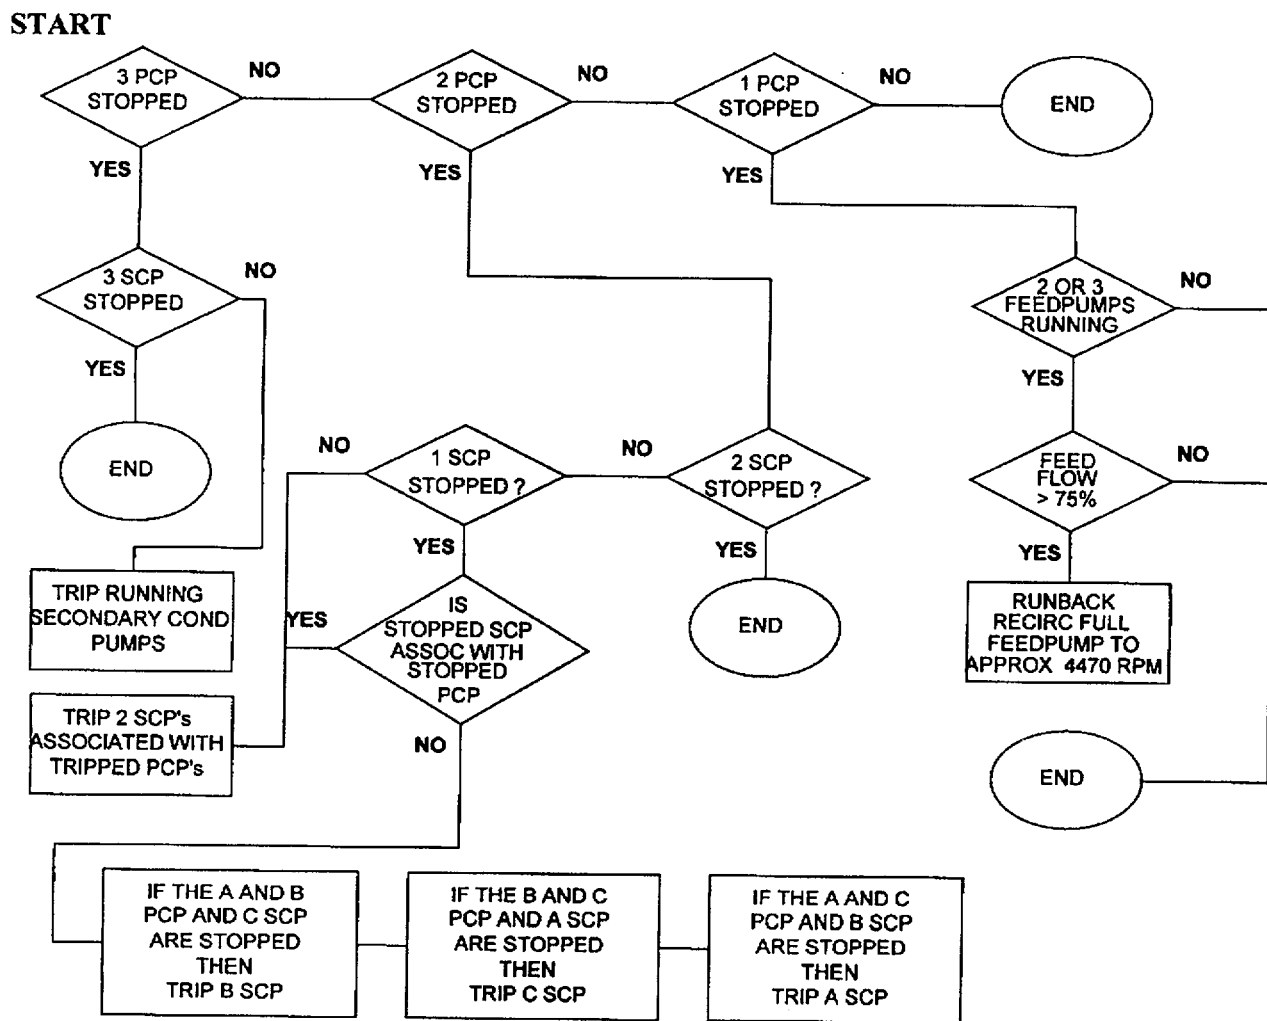 START
3 PCP
STOPPED
NO
2 PCP
STOPPED
NO
1 PCP
STOPPED
NO
END
YES
YES
YES
3 SCP
STOPPED
NO
2 OR 3
FEEDPUMPS
RUNNING
NO
YES
YES
END
NO
1 SCP
STOPPED ?
NO
2 SCP
STOPPED ?
FEED
FLOW
> 75%
NO
YES
YES
YES
TRIP RUNNING
SECONDARY COND
PUMPS
YES
IS
STOPPED SCP
ASSOC WITH
STOPPED
PCP
END
RUNBACK
RECIRC FULL
FEEDPUMP TO
APPROX 4470 RPM
TRIP 2 SCP's
ASSOCIATED WITH
TRIPPED PCP's
NO
END
IF THE A AND B
PCP AND C SCP
ARE STOPPED
THEN
TRIP B SCP
IF THE B AND C
PCP AND A SCP
ARE STOPPED
THEN
TRIP C SCP
IF THE A AND C
PCP AND B SCP
ARE STOPPED
THEN
TRIP A SCP